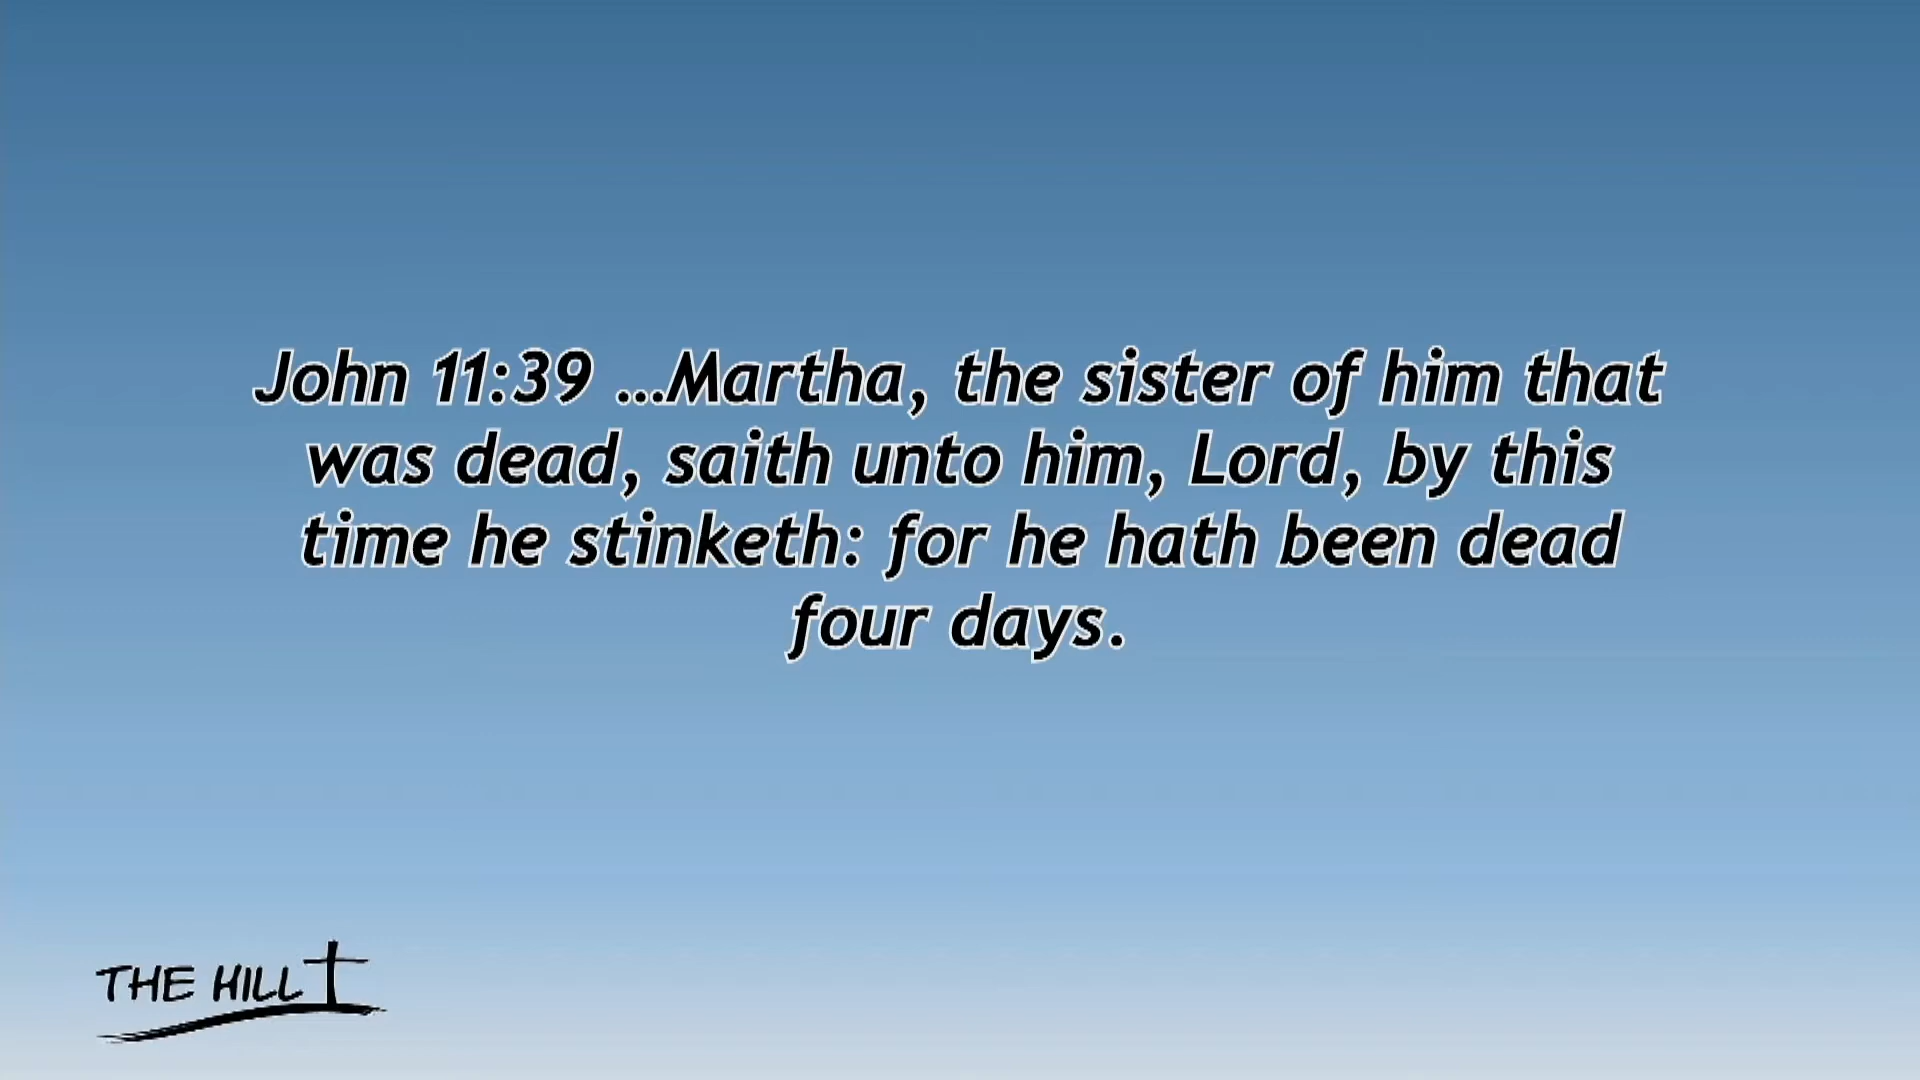 John 11:39 ...Martha, the sister of him that
was dead, saith unto him, Lord, by this
time he stinketh: for he hath been dead
four days.
THE HILL